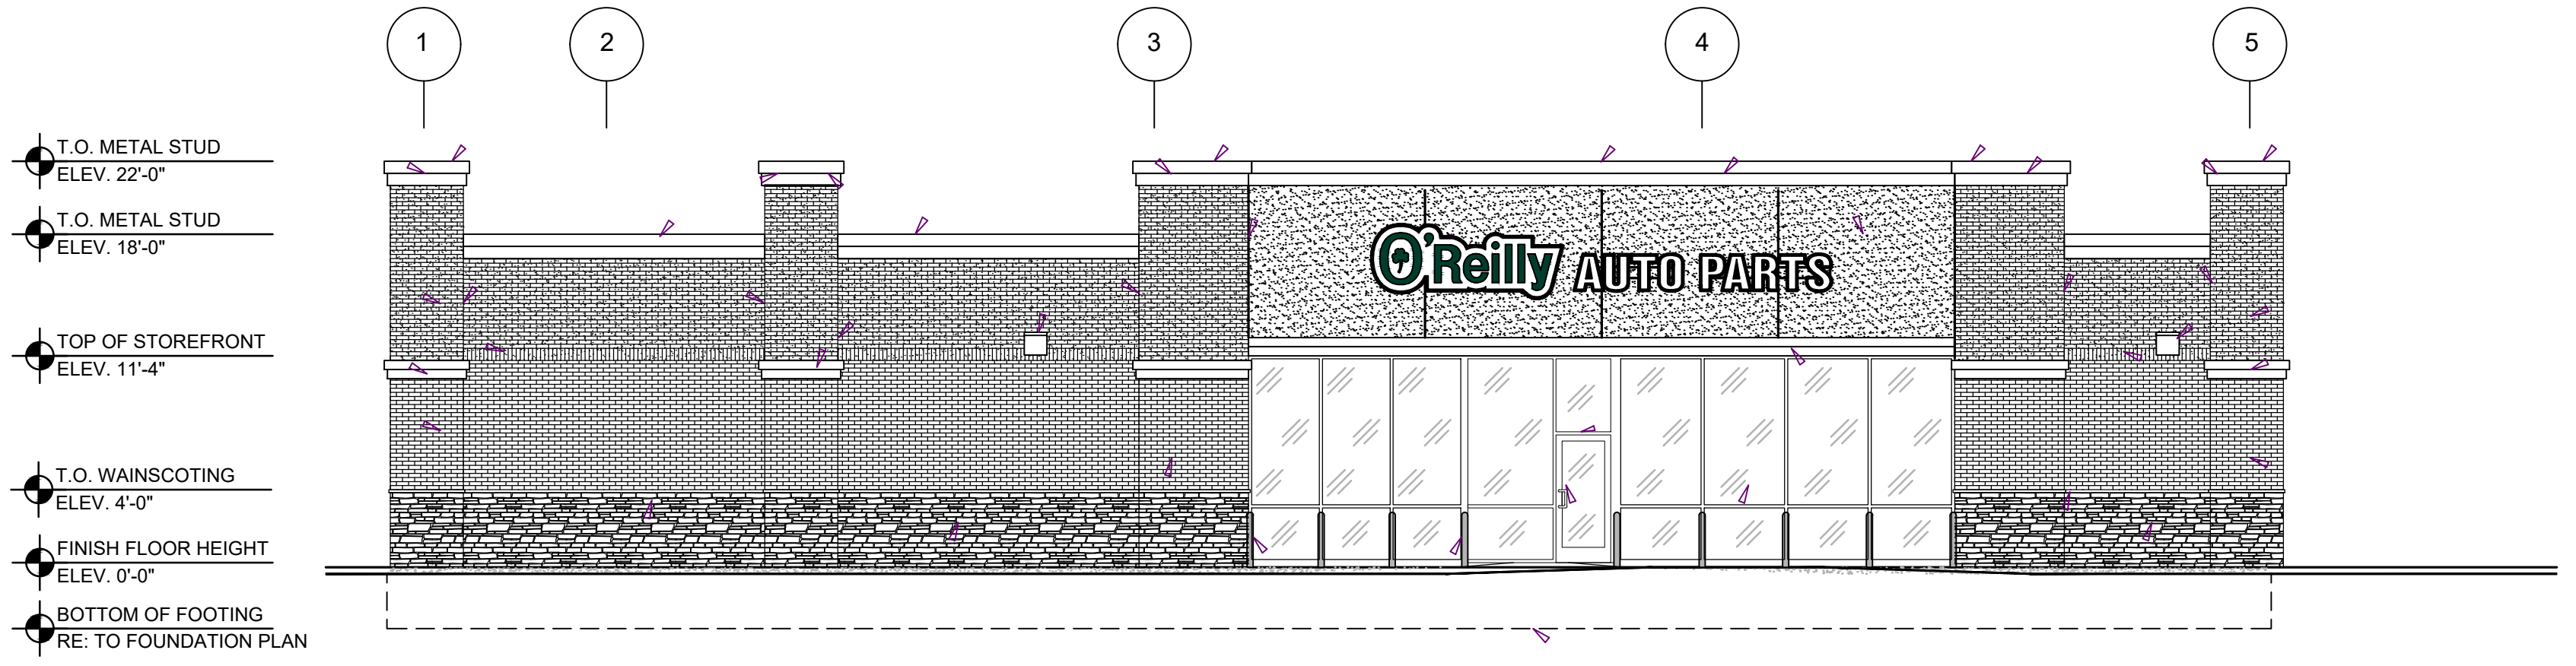 1
2
3
4
5
T.O. METAL STUD
ELEV. 22'-0"
T.O. METAL STUD
ELEV. 18'-0"
O'Reilly AUTO PARTS
TOP OF STOREFRONT
ELEV. 11'-4"
T.O. WAINSCOTING
ELEV. 4'-0"
FINISH FLOOR HEIGHT
ELEV. 0'-0"
BOTTOM OF FOOTING
RE: TO FOUNDATION PLAN